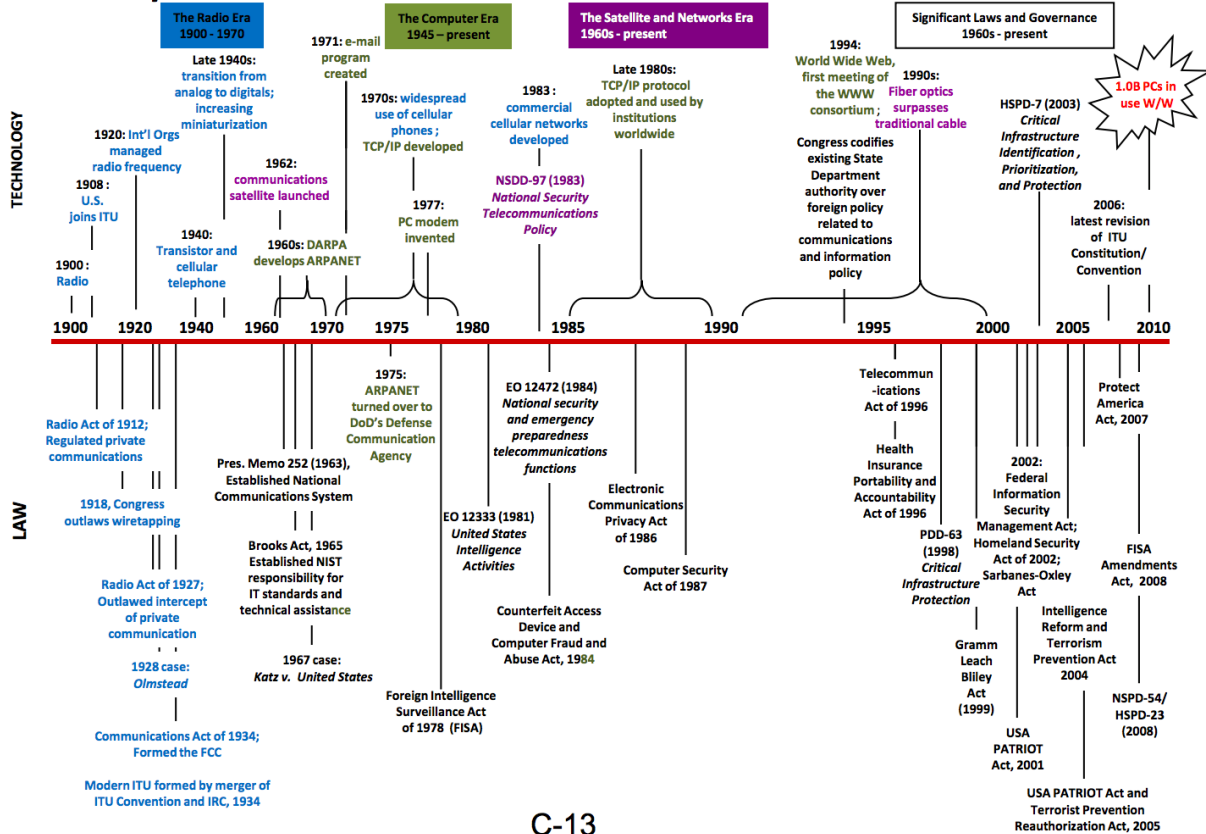 The Radio Era
1900 - 1970
The Computer Era
1945 – present
The Satellite and Networks Era
1960s - present
Significant Laws and Governance
1960s - present
TECHNOLOGY
1900 :
Radio
1908 :
U.S.
joins ITU
1920: Int'l Orgs
managed
radio frequency
Late 1940s:
transition from
analog to digitals;
increasing
miniaturization
1940:
Transistor and
cellular
telephone
1962:
communications
satellite launched
1960s: DARPA
develops ARPANET
1971: e-mail
program
created
1970s: widespread
use of cellular
phones ;
TCP/IP developed
1977:
PC modem
invented
1983:
commercial
cellular networks
developed
NSDD-97 (1983)
National Security
Telecommunications
Policy
Late 1980s:
TCP/IP protocol
adopted and used by
institutions
worldwide
1994:
World Wide Web,
first meeting of
the WWW
consortium ;
Congress codifies
existing State
Department
authority over
foreign policy
related to
communications
and information
policy
1990s:
Fiber optics
surpasses
traditional cable
HSPD-7 (2003)
Critical
Infrastructure
Identification ,
Prioritization,
and Protection
2006:
latest revision
of ITU
Constitution/
Convention
1.0B PCs in
use W/W
1900 1920 1940 1960 1970 1975 1980 1985 1990 1995 2000 2005 2010
LAW
Radio Act of 1912;
Regulated private
communications
1918, Congress
outlaws wiretapping
Radio Act of 1927;
Outlawed intercept
of private
communication
1928 case:
Olmstead
Communications Act of 1934;
Formed the FCC
Modern ITU formed by merger of
ITU Convention and IRC, 1934
Pres. Memo 252 (1963),
Established National
Communications System
Brooks Act, 1965
Established NIST
responsibility for
IT standards and
technical assistance
1967 case:
Katz v. United States
1975:
ARPANET
turned over to
DoD's Defense
Communication
Agency
Foreign Intelligence
Surveillance Act
of 1978 (FISA)
EO 12333 (1981)
United States
Intelligence
Activities
EO 12472 (1984)
National security
and emergency
preparedness
telecommunications
functions
Counterfeit Access
Device and
Computer Fraud and
Abuse Act, 1984
Electronic
Communications
Privacy Act
of 1986
Computer Security
Act of 1987
Telecommun
-ications
Act of 1996
Health
Insurance
Portability and
Accountability
Act of 1996
PDD-63
(1998)
Critical
Infrastructure
Protection
Gramm
Leach
Bliley
Act
(1999)
2002:
Federal
Information
Security
Management Act;
Homeland Security
Act of 2002;
Sarbanes-Oxley
Act
USA
PATRIOT
Act, 2001
Intelligence
Reform and
Terrorism
Prevention Act
2004
USA PATRIOT Act and
Terrorist Prevention
Reauthorization Act, 2005
Protect
America
Act, 2007
FISA
Amendments
Act, 2008
NSPD-54/
HSPD-23
(2008)
C-13